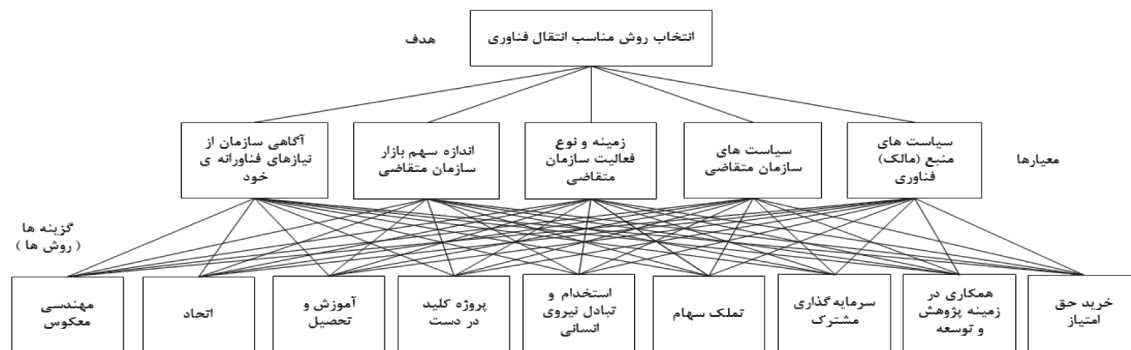 انتخاب روش مناسب انتقال فناوری
هدف
سیاست های
منبع (مالک)
فناوری
سیاست های
سازمان متقاضی
زمینه و نوع
فعالیت سازمان
متقاضی
اندازه سهم بازار
سازمان متقاضی
آگاهی سازمان از
نیازهای فناورانه ی
خود
معیارها
گزینه ها
( روش ها )
خرید حق
امتیاز
همکاری در
زمینه پژوهش
و توسعه
سرمایه گذاری
مشترک
تملک سهام
استخدام و
تبادل نیروی
انسانی
پروژه کلید
در دست
آموزش و
تحصیل
اتحاد
مهندسی
معکوس